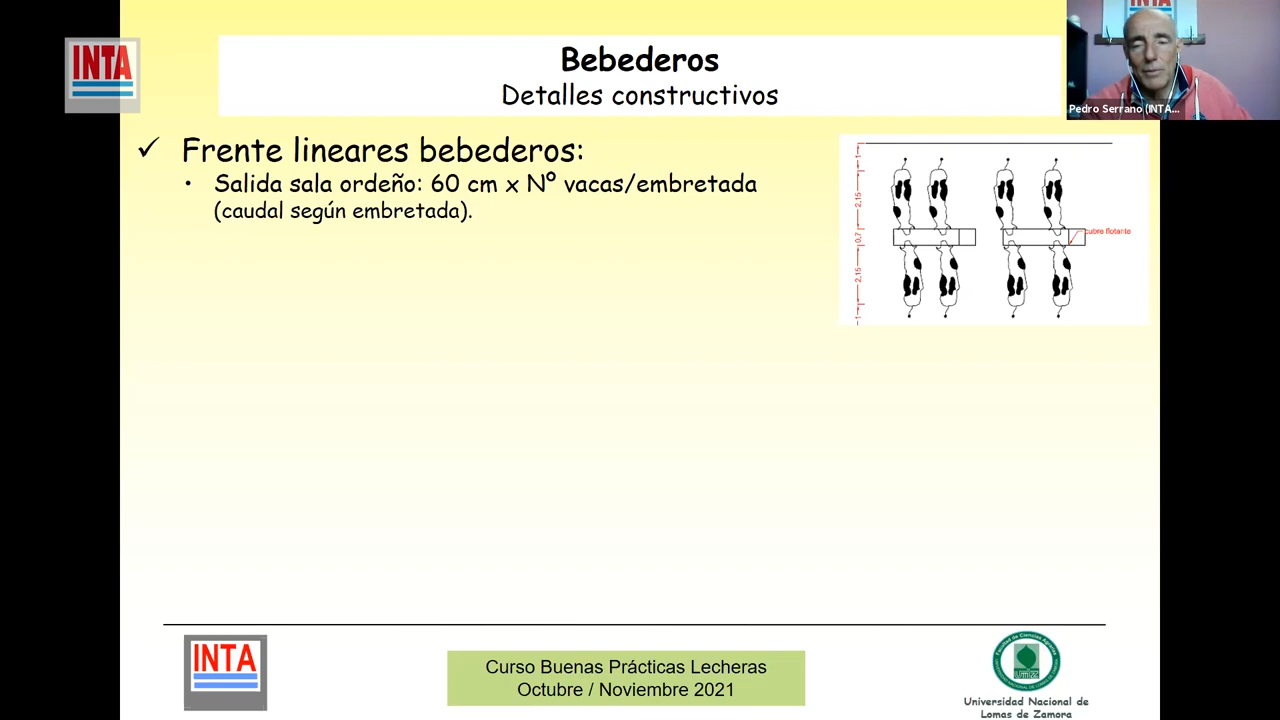 INTA
Bebederos
Detalles constructivos
Pedro Serrano (INTA...
✓ Frente lineares bebederos:
• Salida sala ordeño: 60 cm x Nº vacas/embretada
(caudal según embretada).
1
2,15
0,7
2,15
1
cubre flotante
INTA
Curso Buenas Prácticas Lecheras
Octubre / Noviembre 2021
Universidad Nacional de
Lomas de Zamora